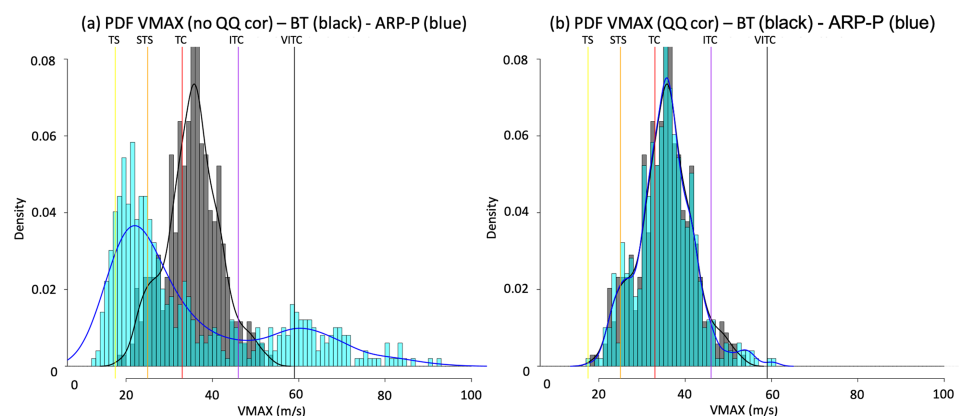 (a) PDF VMAX (no QQ cor) – BT (black) - ARP-P (blue)
TS STS TC ITC VITC
0.08
0.06
0.04
0.02
0
Density
0 20 40 60 80 100
VMAX (m/s)
(b) PDF VMAX (QQ cor) – BT (black) - ARP-P (blue)
TS STS TC ITC VITC
0.08
0.06
0.04
0.02
0
Density
0 20 40 60 80 100
VMAX (m/s)